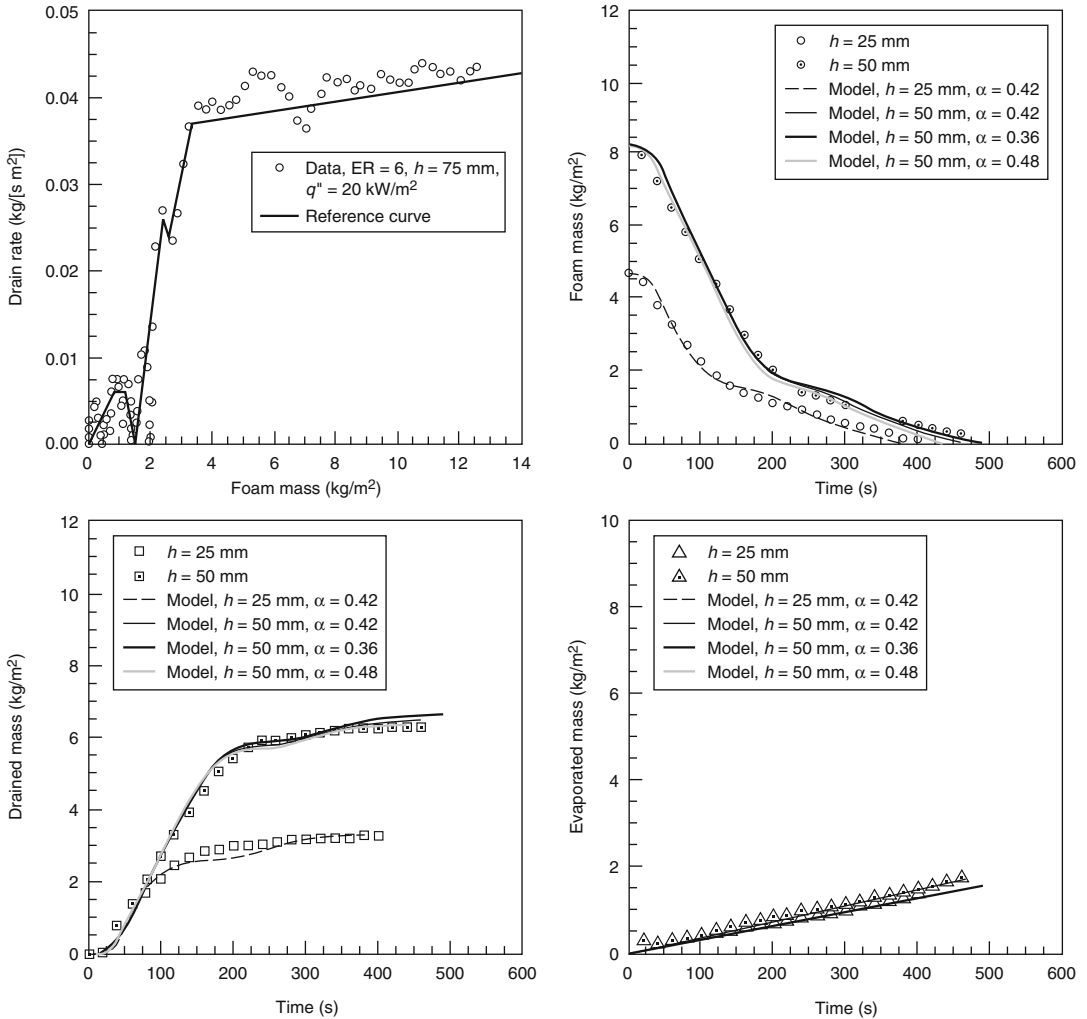 0.05
0.04
0.03
0.02
0.01
0.00
Drain rate (kg/[s m²])
Data, ER = 6, h = 75 mm,
q" = 20 kW/m²
Reference curve
0 2 4 6 8 10 12 14
Foam mass (kg/m²)
12
10
8
6
4
2
0
Foam mass (kg/m²)
h = 25 mm
h = 50 mm
Model, h = 25 mm, α = 0.42
Model, h = 50 mm, α = 0.42
Model, h = 50 mm, α = 0.36
Model, h = 50 mm, α = 0.48
0 100 200 300 400 500 600
Time (s)
12
10
8
6
4
2
0
Drained mass (kg/m²)
h = 25 mm
h = 50 mm
Model, h = 25 mm, α = 0.42
Model, h = 50 mm, α = 0.42
Model, h = 50 mm, α = 0.36
Model, h = 50 mm, α = 0.48
0 100 200 300 400 500 600
Time (s)
10
8
6
4
2
0
Evaporated mass (kg/m²)
h = 25 mm
h = 50 mm
Model, h = 25 mm, α = 0.42
Model, h = 50 mm, α = 0.42
Model, h = 50 mm, α = 0.36
Model, h = 50 mm, α = 0.48
0 100 200 300 400 500 600
Time (s)